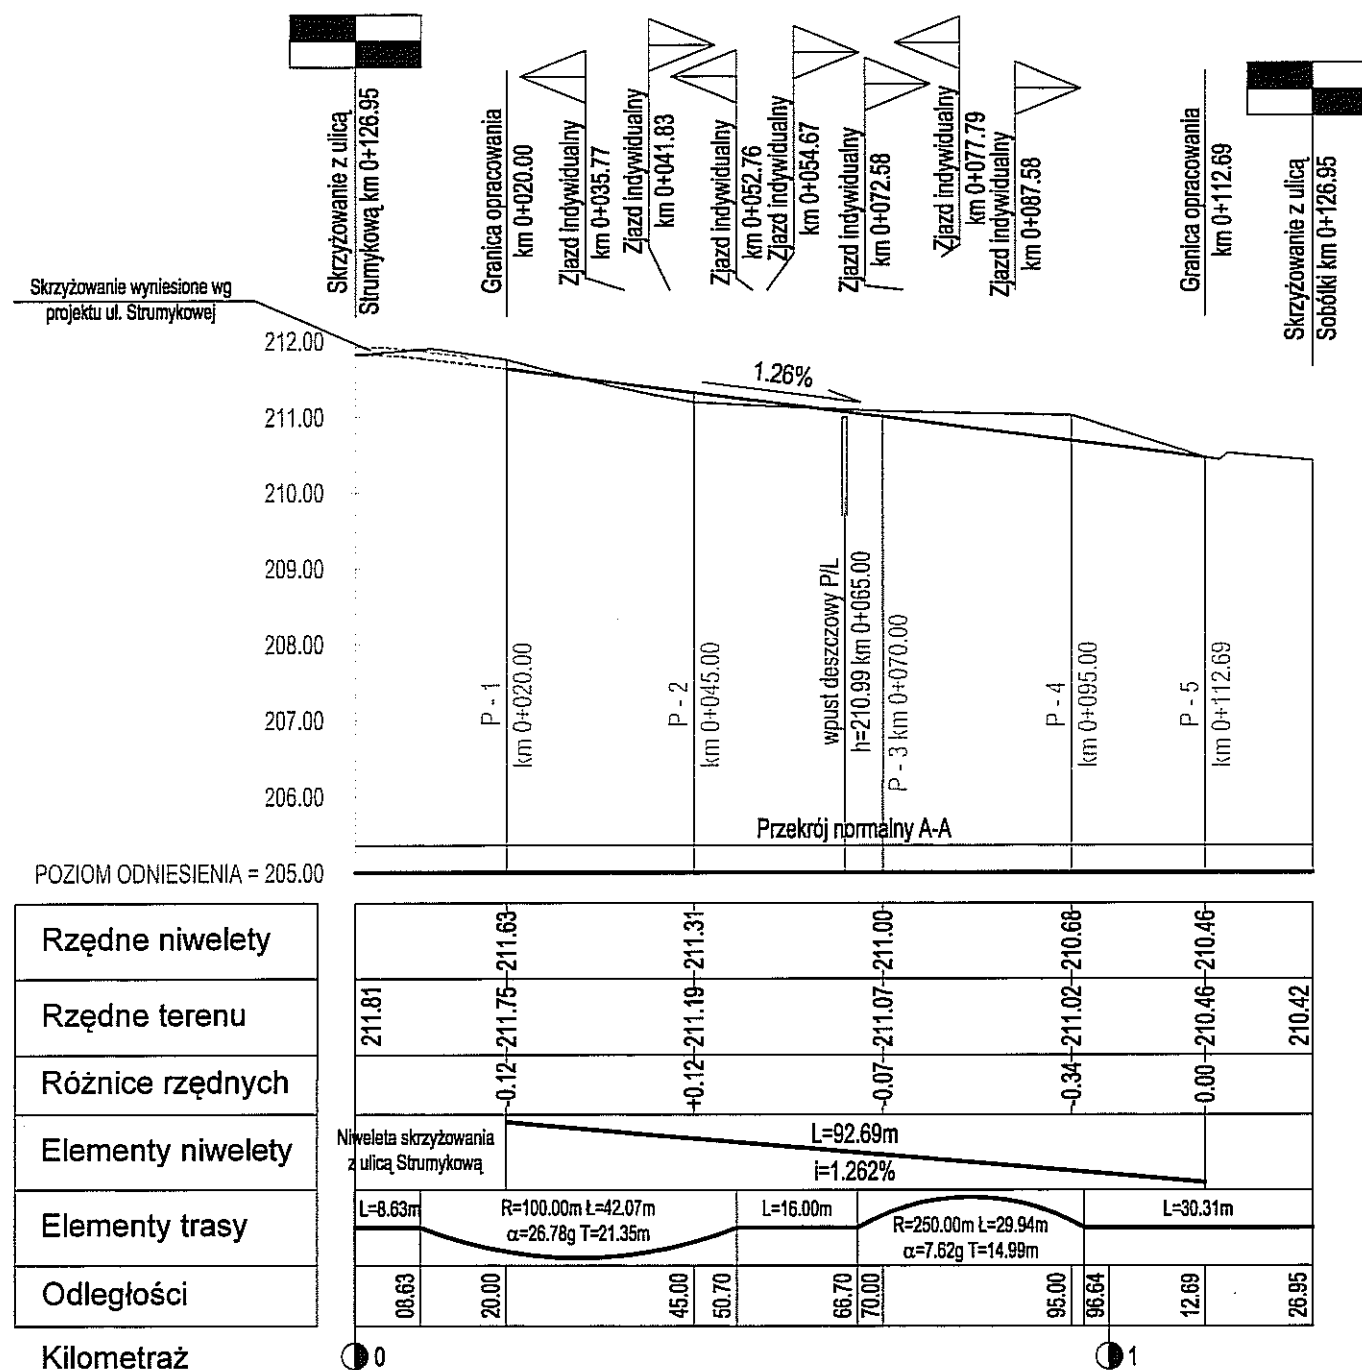 Skrzyżowanie z ulicą
Strumykową km 0+126.95
Granica opracowania
km 0+020.00
Zjazd indywidualny
km 0+035.77
Zjazd indywidualny
km 0+041.83
Zjazd indywidualny
km 0+052.76
Zjazd indywidualny
km 0+054.67
Zjazd indywidualny
km 0+072.58
Zjazd indywidualny
km 0+077.79
Zjazd indywidualny
km 0+087.58
Granica opracowania
km 0+112.69
Skrzyżowanie z ulicą
Sobótki km 0+126.95
Skrzyżowanie wyniesione wg
projektu ul. Strumykowej
212.00
211.00
210.00
209.00
208.00
207.00
206.00
POZIOM ODNIESIENIA = 205.00
1.26%
P - 1
km 0+020.00
P - 2
km 0+045.00
wpust deszczowy P/L
h=210.99 km 0+065.00
P - 3 km 0+070.00
P - 4
km 0+095.00
P - 5
km 0+112.69
Przekrój normalny A-A
Rzędne niwelety
211.63
211.31
211.00
210.68
210.46
Rzędne terenu
211.81
211.75
211.19
211.07
211.02
210.46
210.42
Różnice rzędnych
-0.12
+0.12
-0.07
-0.34
0.00
Elementy niwelety
Niweleta skrzyżowania
z ulicą Strumykową
L=92.69m
i=1.262%
Elementy trasy
L=8.63m
R=100.00m Ł=42.07m
α=26.78g T=21.35m
L=16.00m
R=250.00m Ł=29.94m
α=7.62g T=14.99m
L=30.31m
Odległości
08.63
20.00
45.00
50.70
66.70
70.00
95.00
96.64
12.69
26.95
Kilometraż
0
1